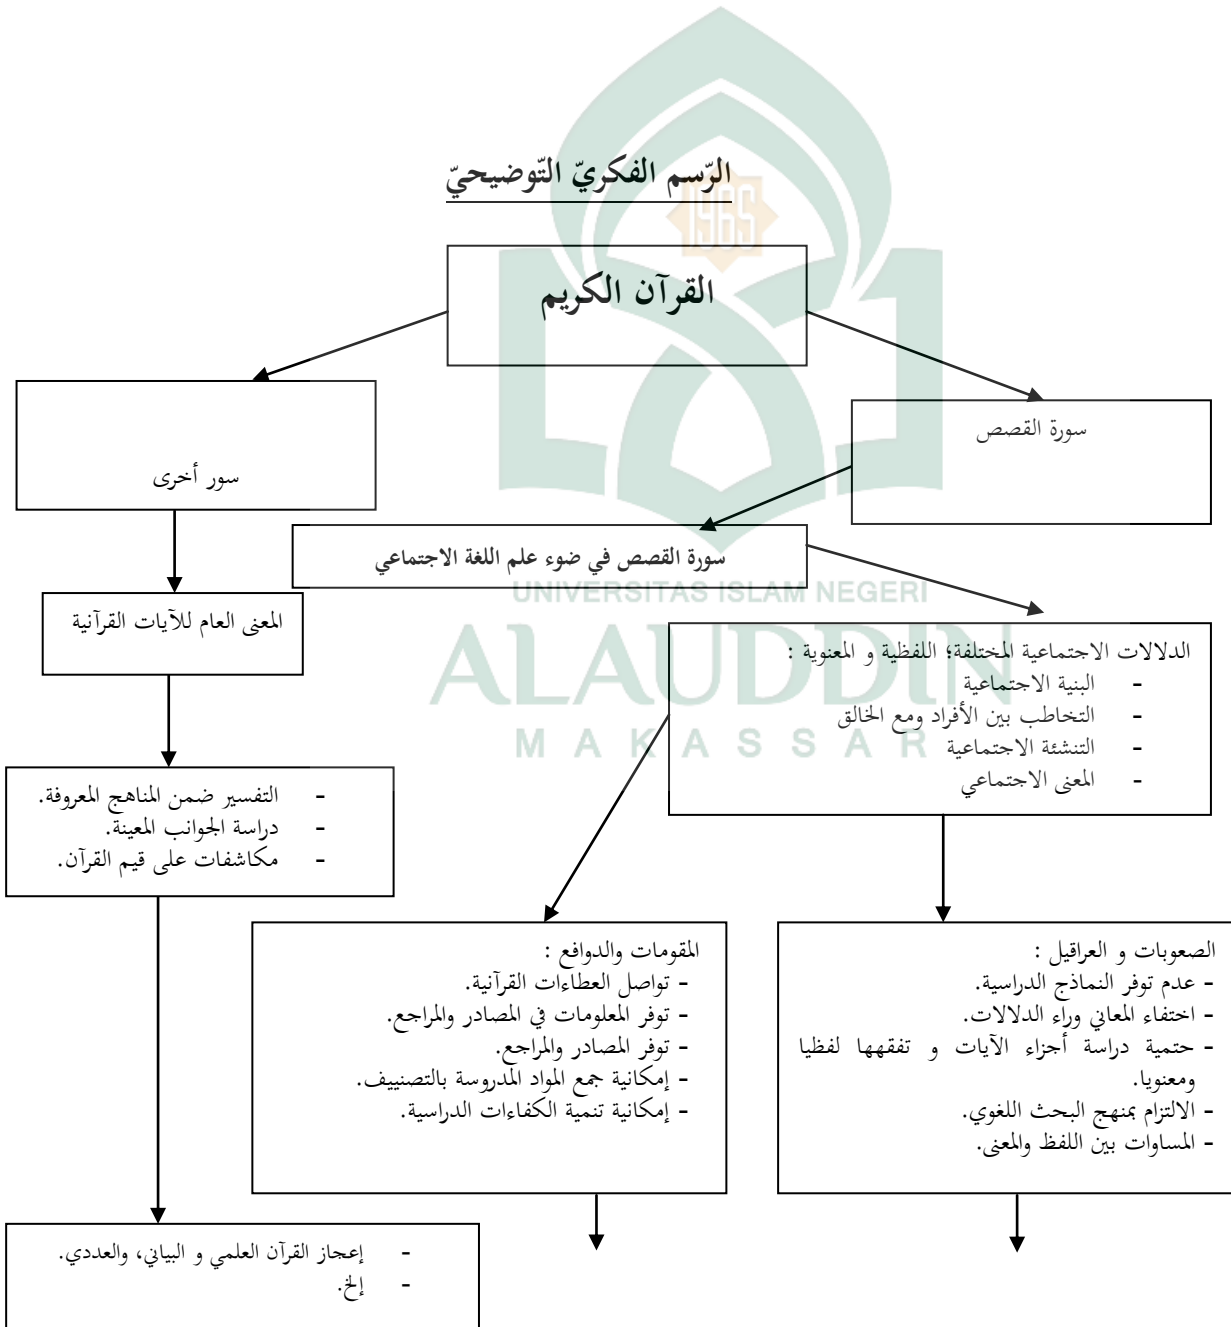 الرّسم الفكريّ التّوضيحيّ
1965
القرآن الكريم
سورة القصص
سور أخرى
سورة القصص في ضوء علم اللغة الاجتماعي
UNIVERSITAS ISLAM NEGERI
ALAUDDIN
MAKASSAR
المعنى العام للآيات القرآنية
الدلالات الاجتماعية المختلفة؛ اللفظية و المعنوية :
- البنية الاجتماعية
- التخاطب بين الأفراد ومع الخالق
- التنشئة الاجتماعية
- المعنى الاجتماعي
- التفسير ضمن المناهج المعروفة.
- دراسة الجوانب المعينة.
- مكاشفات على قيم القرآن.
الصعوبات و العراقيل :
- عدم توفر النماذج الدراسية.
- اختفاء المعاني وراء الدلالات.
- حتمية دراسة أجزاء الآيات و تفقهها لفظيا
ومعنويا.
- الالتزام بمنهج البحث اللغوي.
- المساوات بين اللفظ والمعنى.
المقومات والدوافع :
- تواصل العطاءات القرآنية.
- توفر المعلومات في المصادر والمراجع.
- توفر المصادر والمراجع.
- إمكانية جمع المواد المدروسة بالتصنييف.
- إمكانية تنمية الكفاءات الدراسية.
- إعجاز القرآن العلمي و البياني، والعددي.
- إلخ.